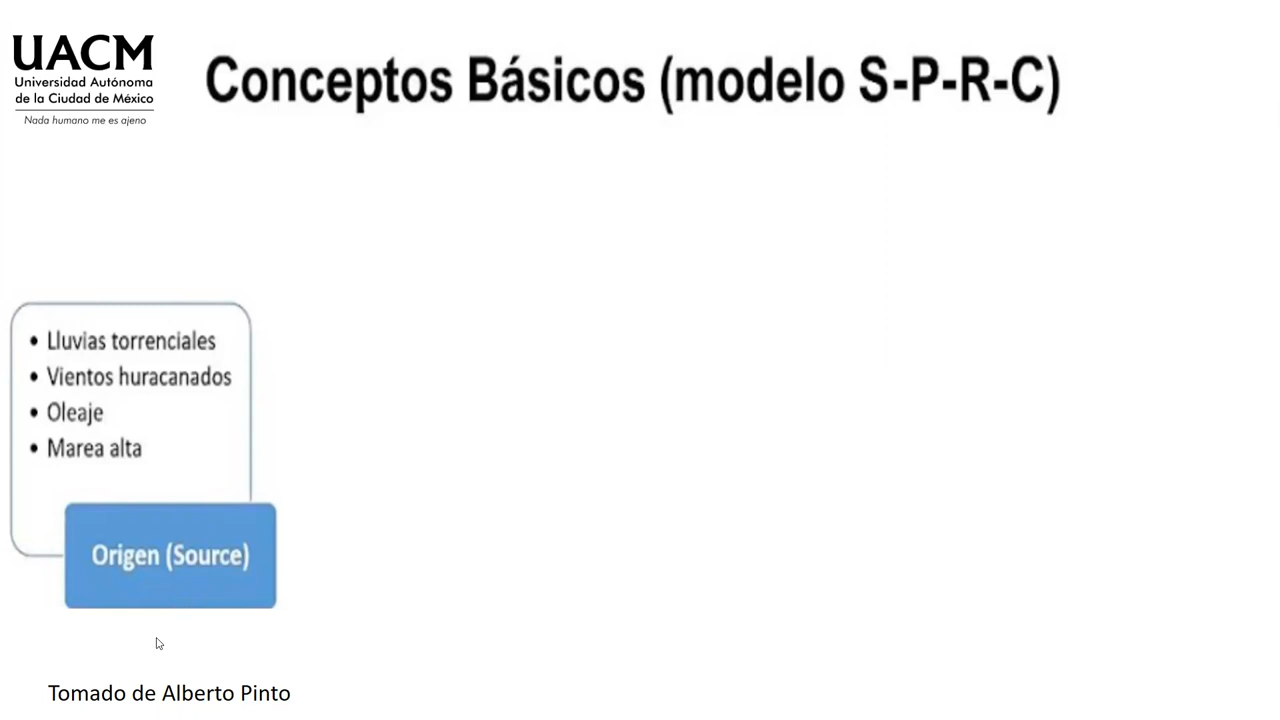 UACM
Universidad Autónoma
de la Ciudad de México
Nada humano me es ajeno
Conceptos Básicos (modelo S-P-R-C)
• Lluvias torrenciales
• Vientos huracanados
• Oleaje
• Marea alta
Origen (Source)
Tomado de Alberto Pinto